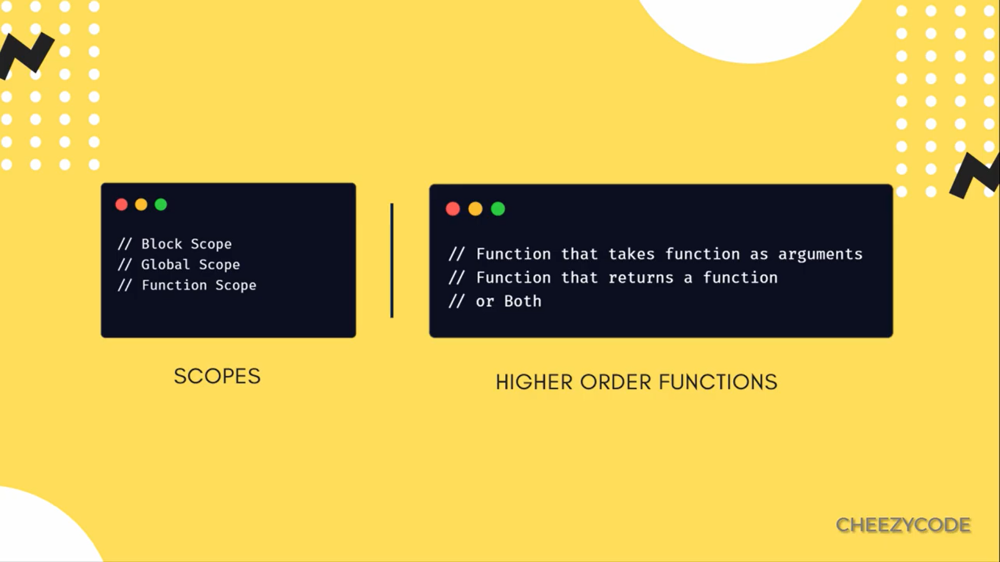 // Block Scope
// Global Scope
// Function Scope
SCOPES
// Function that takes function as arguments
// Function that returns a function
// or Both
HIGHER ORDER FUNCTIONS
CHEEZYCODE